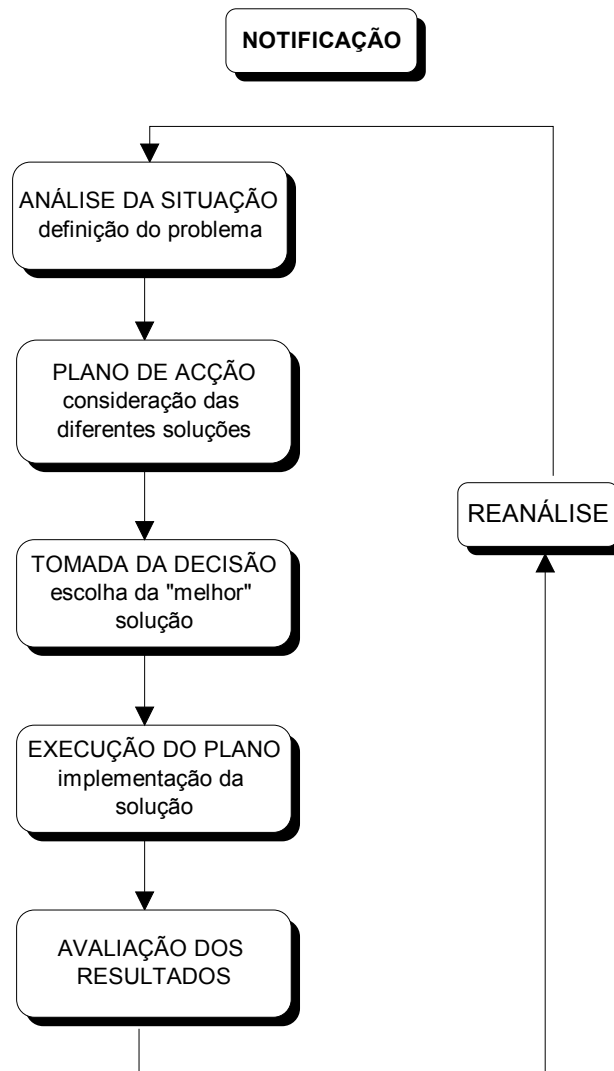 NOTIFICAÇÃO
ANÁLISE DA SITUAÇÃO
definição do problema
PLANO DE ACÇÃO
consideração das
diferentes soluções
TOMADA DA DECISÃO
escolha da "melhor"
solução
EXECUÇÃO DO PLANO
implementação da
solução
AVALIAÇÃO DOS
RESULTADOS
REANÁLISE